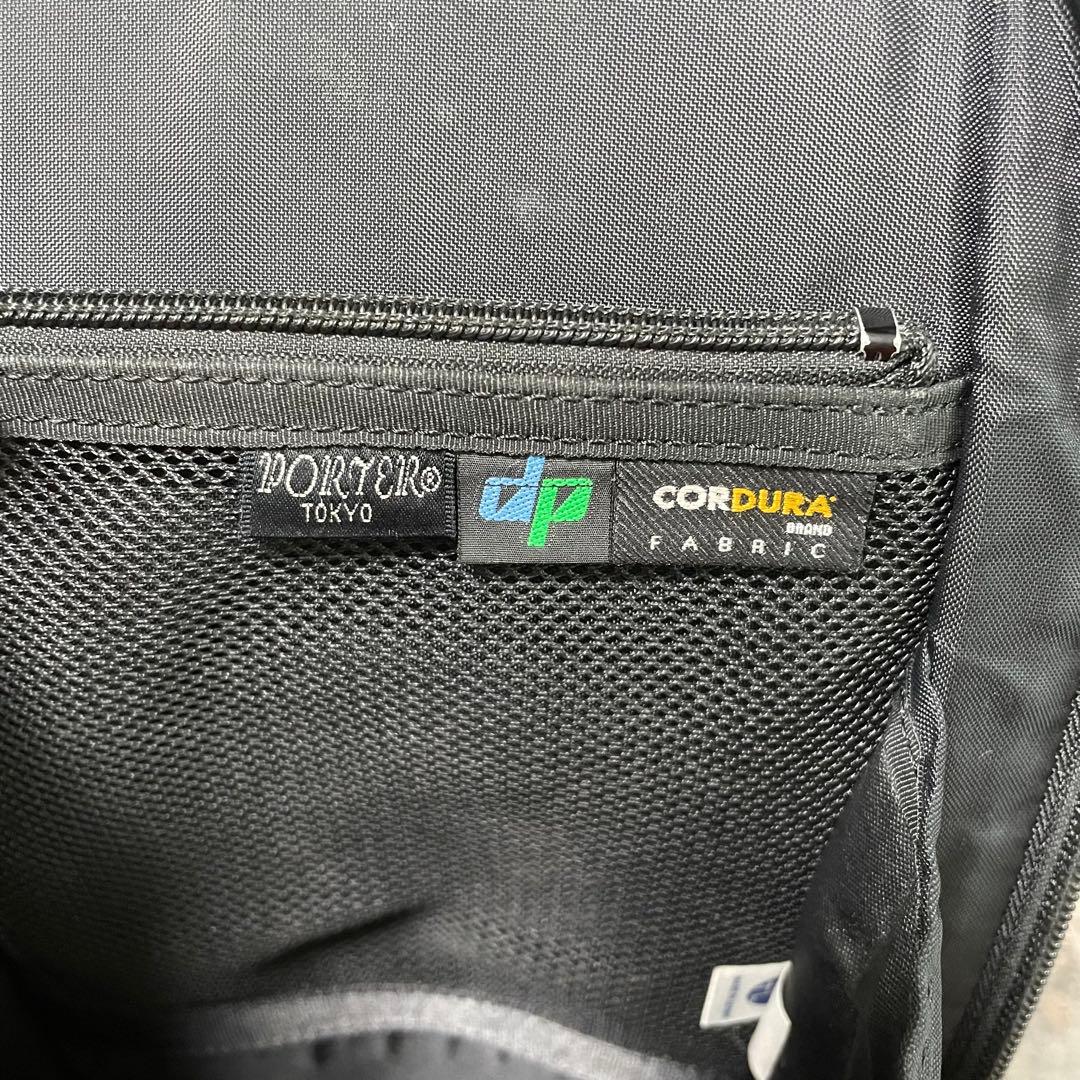 PORTER®
TOKYO
dp
CORDURA
BRAND
FABRIC